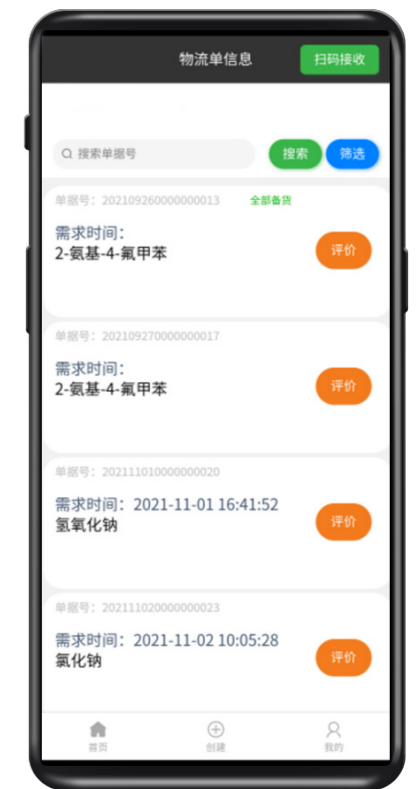 物流单信息 扫码接收
搜索单据号 搜索 筛选
单据号：202109260000000013 全部备货
需求时间：
2-氨基-4-氟甲苯
评价
单据号：202109270000000017
需求时间：
2-氨基-4-氟甲苯
评价
单据号：202111010000000020
需求时间：2021-11-01 16:41:52
氢氧化钠
评价
单据号：202111020000000023
需求时间：2021-11-02 10:05:28
氯化钠
评价
首页 创建 我的